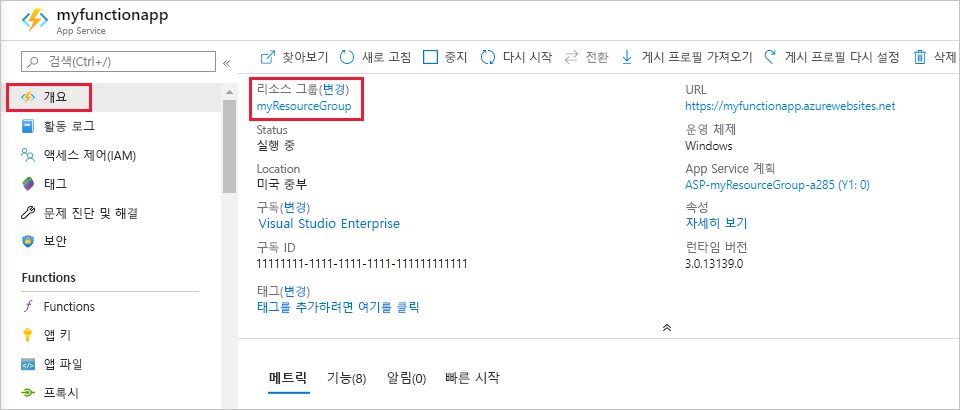 myfunctionapp
App Service
검색(Ctrl+/)
«
찾아보기 새로 고침 중지 다시 시작 전환 게시 프로필 가져오기 게시 프로필 다시 설정 삭제
개요
활동 로그
액세스 제어(IAM)
태그
문제 진단 및 해결
보안
Functions
Functions
앱 키
앱 파일
프록시
리소스 그룹(변경)
myResourceGroup
Status
실행 중
Location
미국 중부
구독(변경)
Visual Studio Enterprise
구독 ID
11111111-1111-1111-1111-111111111111
태그(변경)
태그를 추가하려면 여기를 클릭
URL
https://myfunctionapp.azurewebsites.net
운영 체제
Windows
App Service 계획
ASP-myResourceGroup-a285 (Y1: 0)
속성
자세히 보기
런타임 버전
3.0.13139.0
메트릭 기능(8) 알림(0) 빠른 시작